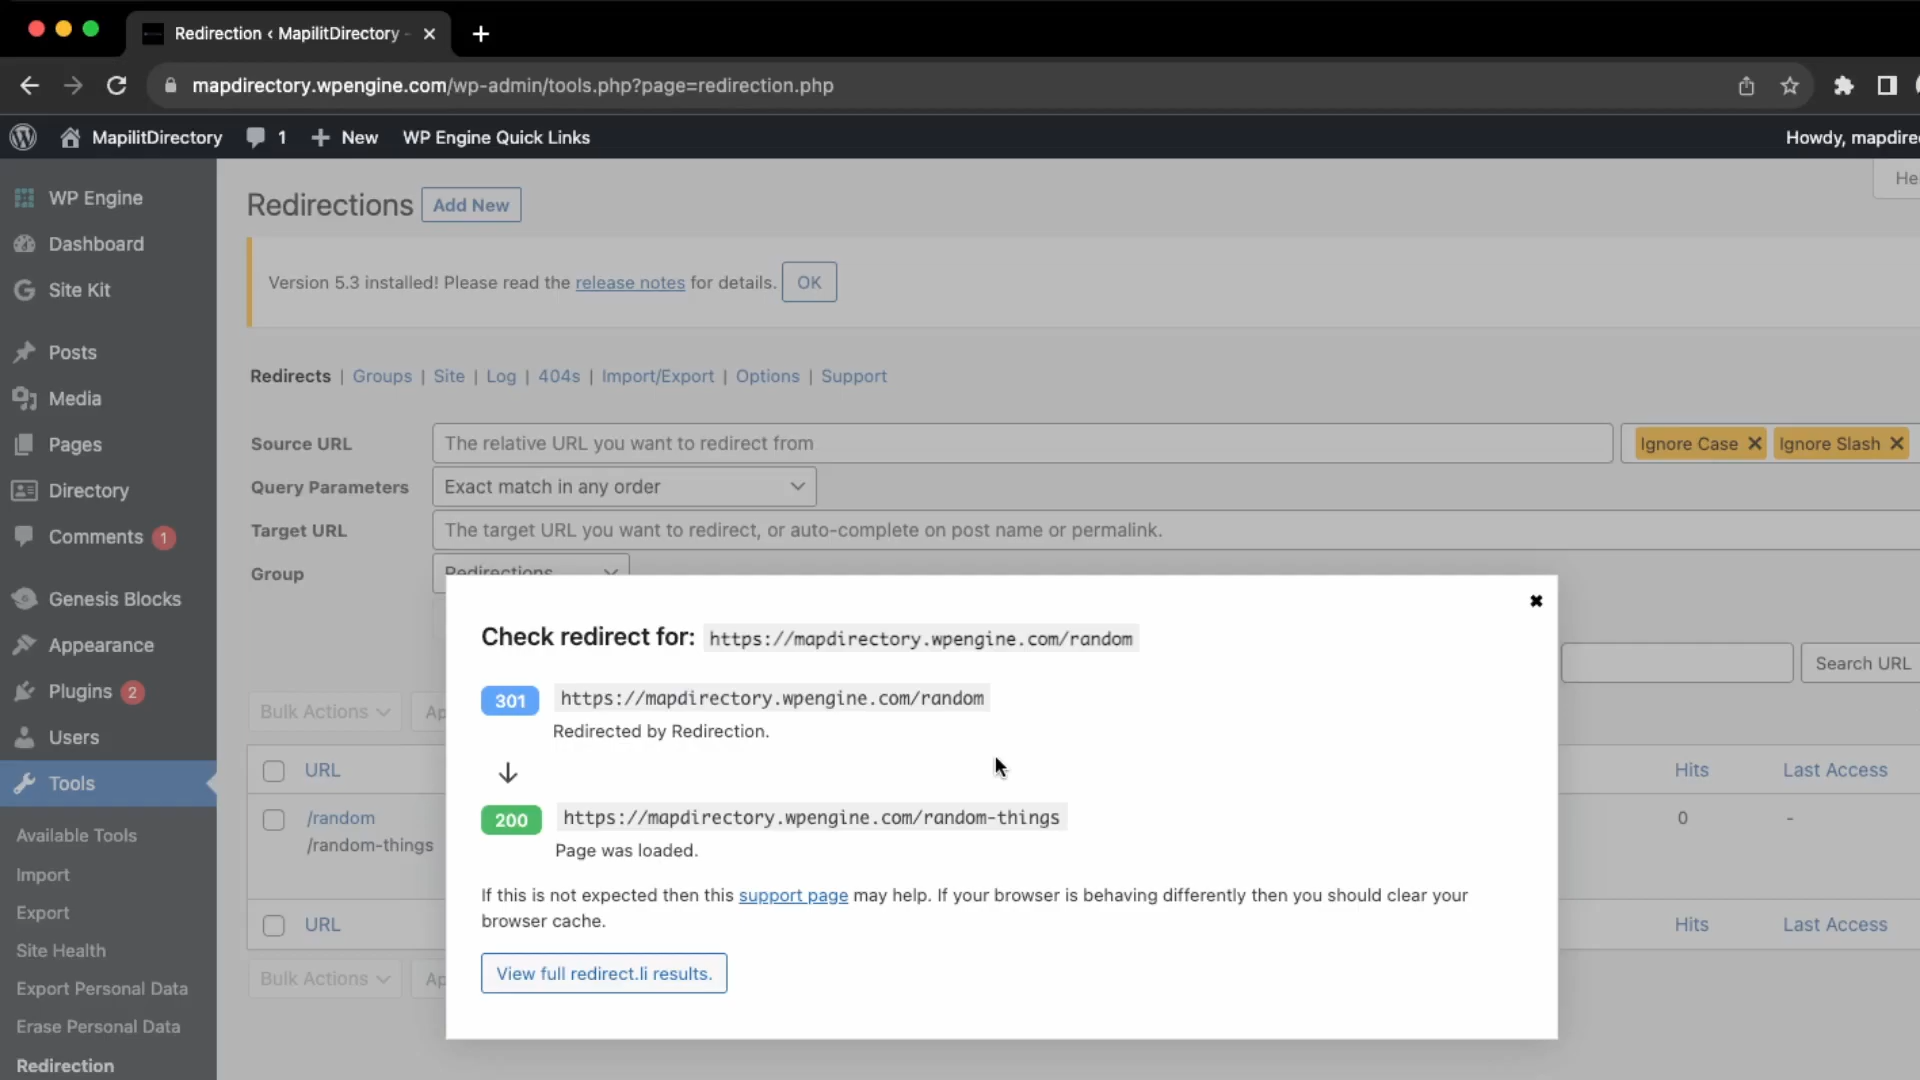 Redirection ‹ MapilitDirectory -
mapdirectory.wpengine.com/wp-admin/tools.php?page=redirection.php
MapilitDirectory 1 New WP Engine Quick Links Howdy, mapdire
WP Engine
Dashboard
Site Kit
Posts
Media
Pages
Directory
Comments 1
Genesis Blocks
Appearance
Plugins 2
Users
Tools
Available Tools
Import
Export
Site Health
Export Personal Data
Erase Personal Data
Redirection
He
Redirections Add New
Version 5.3 installed! Please read the release notes for details. OK
Redirects | Groups | Site | Log | 404s | Import/Export | Options | Support
Source URL The relative URL you want to redirect from Ignore Case Ignore Slash
Query Parameters Exact match in any order
Target URL The target URL you want to redirect, or auto-complete on post name or permalink.
Group Redirections
Search URL
Bulk Actions Ap
URL Hits Last Access
/random 0 -
/random-things
URL Hits Last Access
Bulk Actions Ap
Check redirect for: https://mapdirectory.wpengine.com/random
301 https://mapdirectory.wpengine.com/random
Redirected by Redirection.
200 https://mapdirectory.wpengine.com/random-things
Page was loaded.
If this is not expected then this support page may help. If your browser is behaving differently then you should clear your
browser cache.
View full redirect.li results.